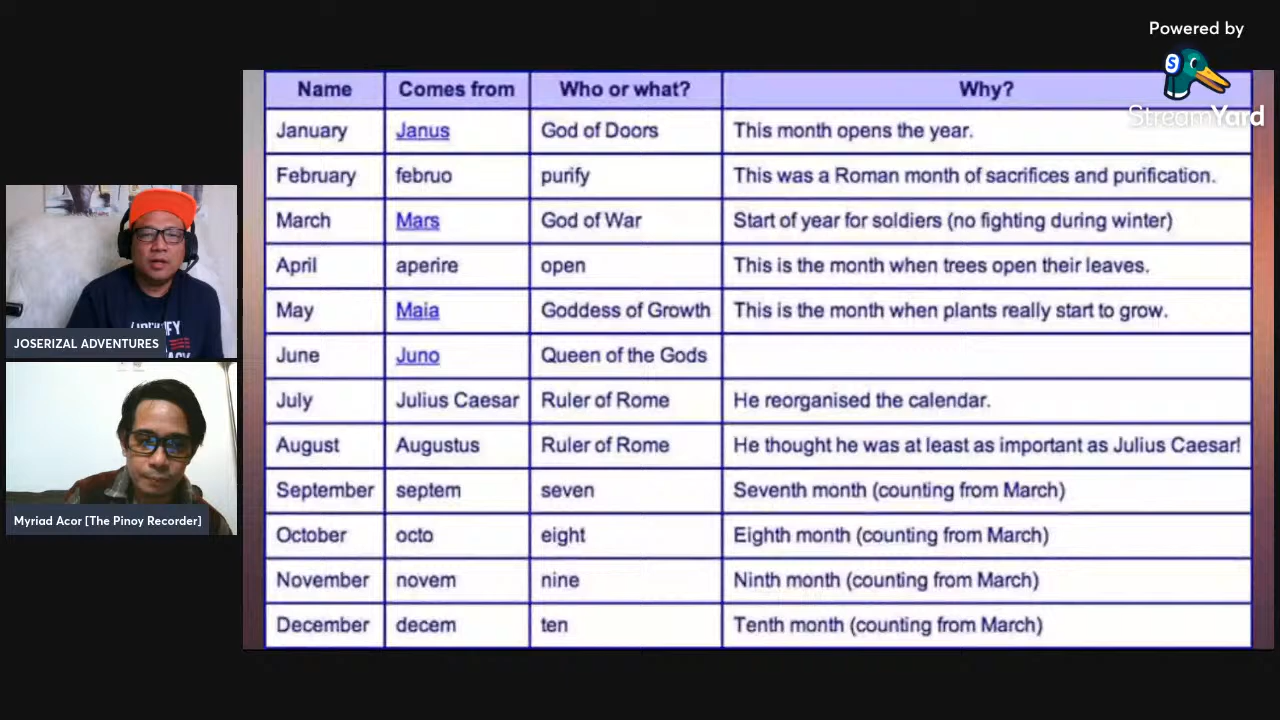 Powered by
StreamYard
Name Comes from Who or what? Why?
January Janus God of Doors This month opens the year.
February februo purify This was a Roman month of sacrifices and purification.
March Mars God of War Start of year for soldiers (no fighting during winter)
April aperire open This is the month when trees open their leaves.
May Maia Goddess of Growth This is the month when plants really start to grow.
June Juno Queen of the Gods
July Julius Caesar Ruler of Rome He reorganised the calendar.
August Augustus Ruler of Rome He thought he was at least as important as Julius Caesar!
September septem seven Seventh month (counting from March)
October octo eight Eighth month (counting from March)
November novem nine Ninth month (counting from March)
December decem ten Tenth month (counting from March)
JOSERIZAL ADVENTURES
Myriad Acor [The Pinoy Recorder]